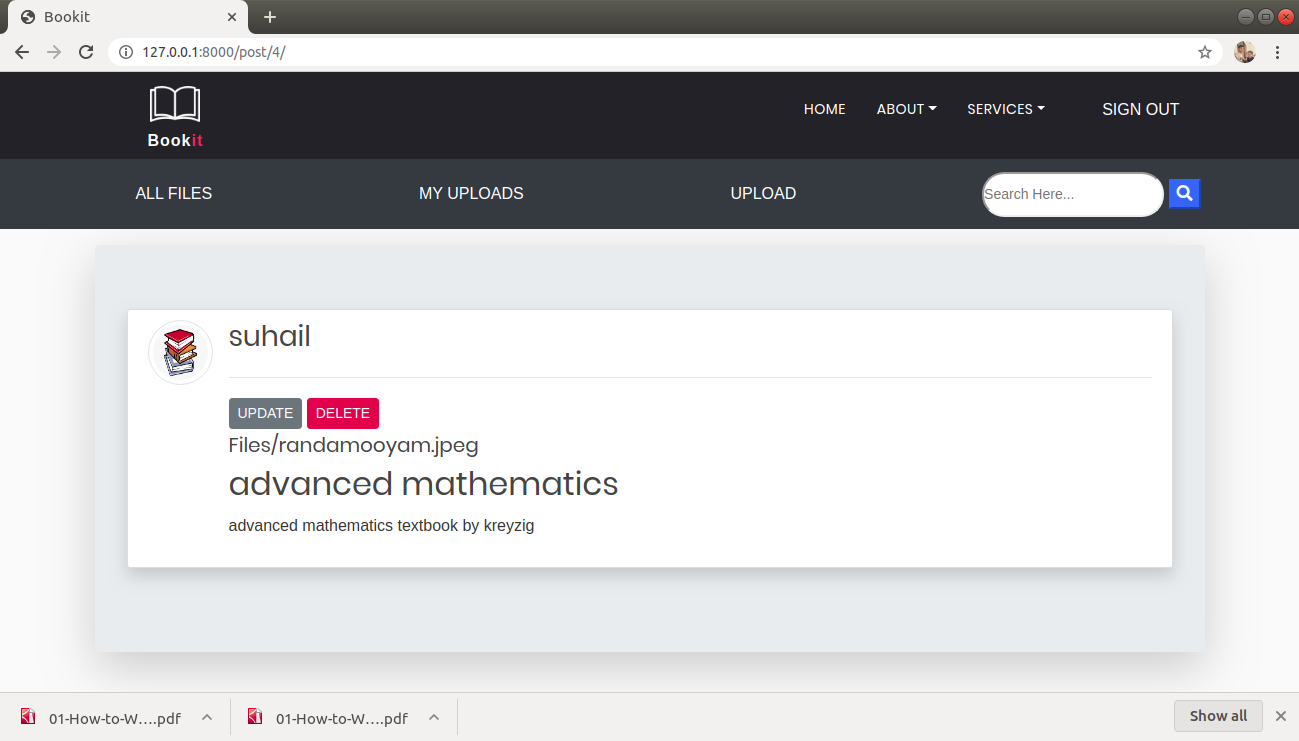 Bookit
127.0.0.1:8000/post/4/
HOME ABOUT SERVICES SIGN OUT
Bookit
ALL FILES MY UPLOADS UPLOAD Search Here...
suhail
UPDATE DELETE
Files/randamooyam.jpeg
advanced mathematics
advanced mathematics textbook by kreyzig
01-How-to-W....pdf 01-How-to-W....pdf Show all